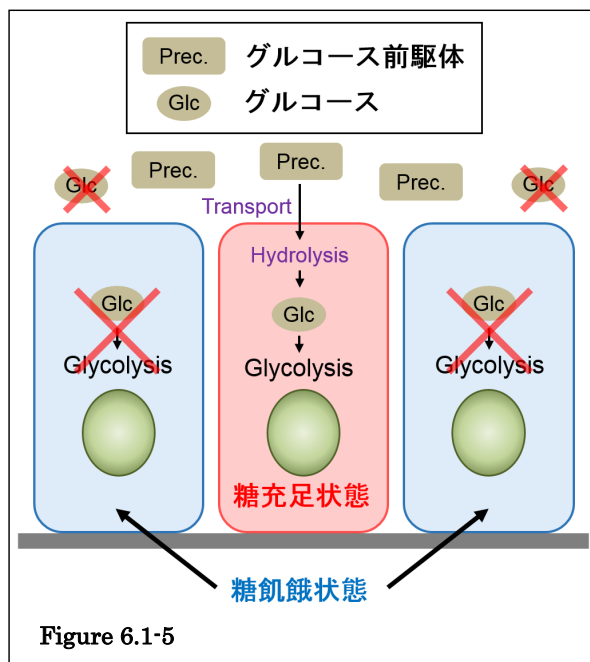 Prec. グルコース前駆体
Glc グルコース
Glc Prec. Prec. Prec. Glc
Transport
Hydrolysis
Glc Glc Glc
Glycolysis Glycolysis Glycolysis
糖充足状態
糖飢餓状態
Figure 6.1-5